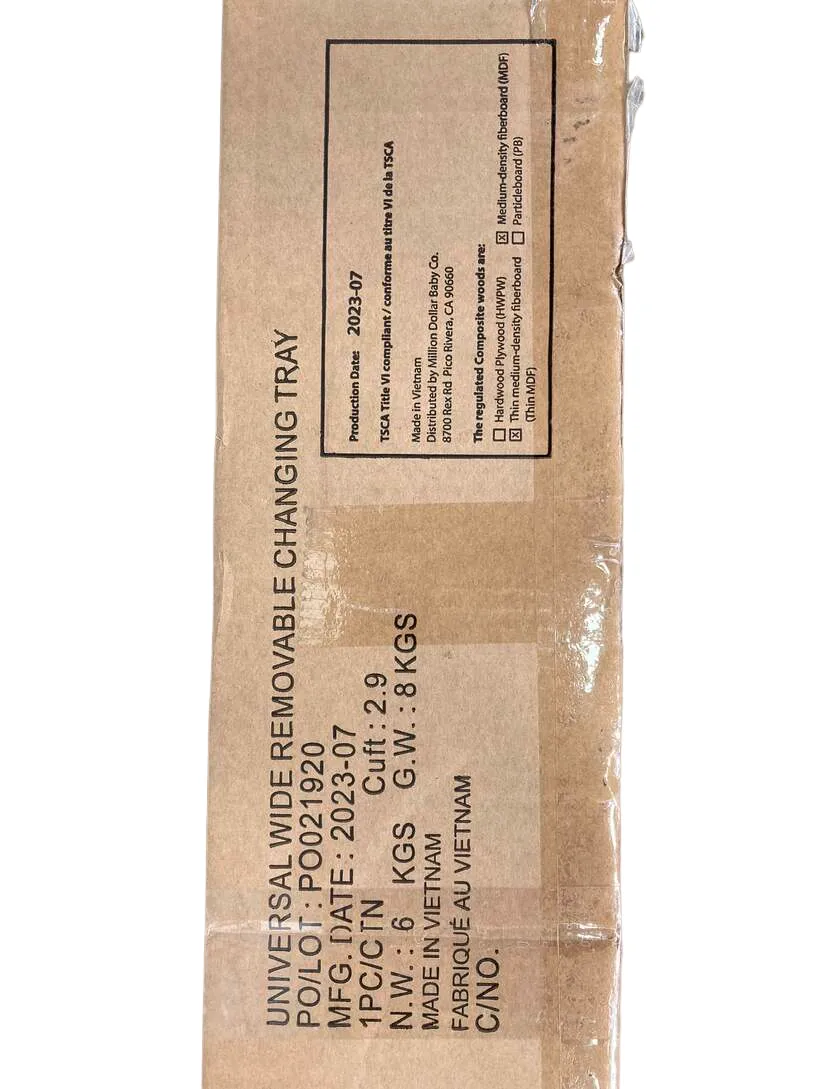 UNIVERSAL WIDE REMOVABLE CHANGING TRAY
PO/LOT : PO021920
MFG. DATE : 2023-07
1PC/CTN Cuft : 2.9
N.W. : 6 KGS G.W. : 8 KGS
MADE IN VIETNAM
FABRIQUÉ AU VIETNAM
C/NO.
Production Date: 2023-07
TSCA Title VI compliant / conforme au titre VI de la TSCA
Made in Vietnam
Distributed by Million Dollar Baby Co.
8700 Rex Rd Pico Rivera, CA 90660
The regulated Composite woods are:
☐ Hardwood Plywood (HWPW) ☒ Medium-density fiberboard (MDF)
☒ Thin medium-density fiberboard ☐ Particleboard (PB)
(Thin MDF)